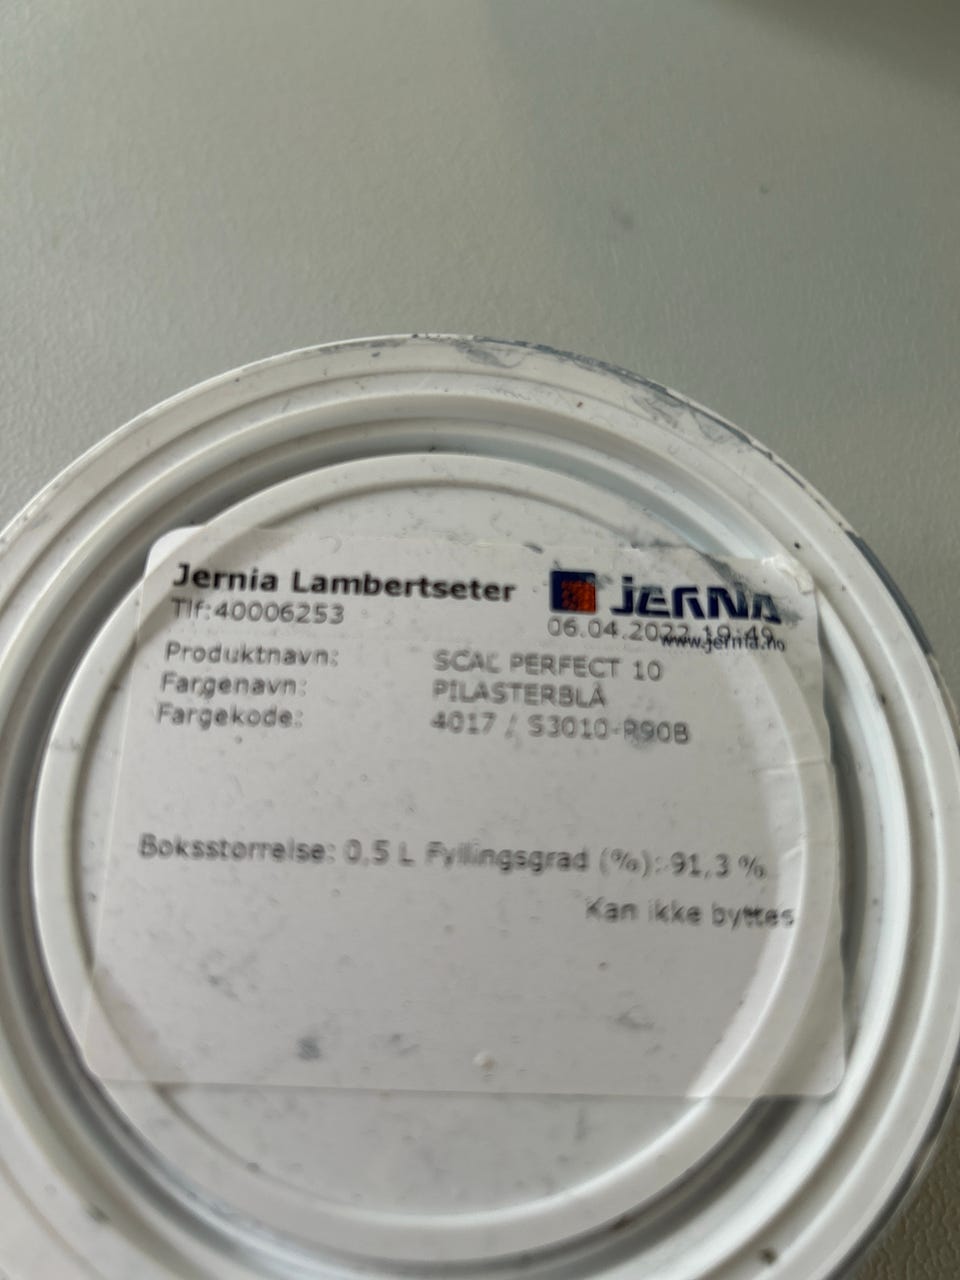 Jernia Lambertseter
Tlf:40006253
JERNIA
06.04.2022 19:49
www.jernia.no
Produktnavn: SCAL PERFECT 10
Fargenavn: PILASTERBLÅ
Fargekode: 4017 / S3010-R90B
Boksstørrelse: 0,5 L Fyllingsgrad (%): 91,3 %
Kan ikke byttes